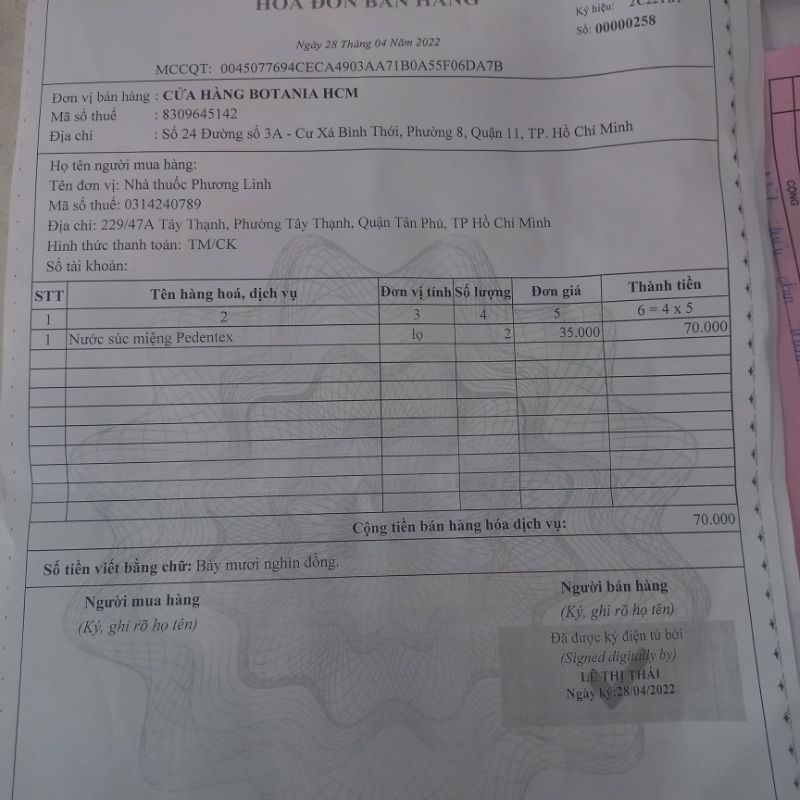 HÓA ĐƠN BÁN HÀNG
Ký hiệu:
Số: 00000258
Ngày 28 Tháng 04 Năm 2022
MCCQT: 0045077694CECA4903AA71B0A55F06DA7B
Đơn vị bán hàng : CỬA HÀNG BOTANIA HCM
Mã số thuế : 8309645142
Địa chỉ : Số 24 Đường số 3A - Cư Xá Bình Thới, Phường 8, Quận 11, TP. Hồ Chí Minh
Họ tên người mua hàng:
Tên đơn vị: Nhà thuốc Phương Linh
Mã số thuế: 0314240789
Địa chỉ: 229/47A Tây Thạnh, Phường Tây Thạnh, Quận Tân Phú, TP Hồ Chí Minh
Hình thức thanh toán: TM/CK
Số tài khoản:
STT Tên hàng hoá, dịch vụ Đơn vị tính Số lượng Đơn giá Thành tiền
1 2 3 4 5 6 = 4 x 5
1 Nước súc miệng Pedentex lọ 2 35.000 70.000
Cộng tiền bán hàng hóa dịch vụ: 70.000
Số tiền viết bằng chữ: Bảy mươi nghìn đồng.
Người mua hàng Người bán hàng
(Ký, ghi rõ họ tên) (Ký, ghi rõ họ tên)
Đã được ký điện tử bởi
(Signed digitally by)
LÊ THỊ THÁI
Ngày ký:28/04/2022
CỘNG